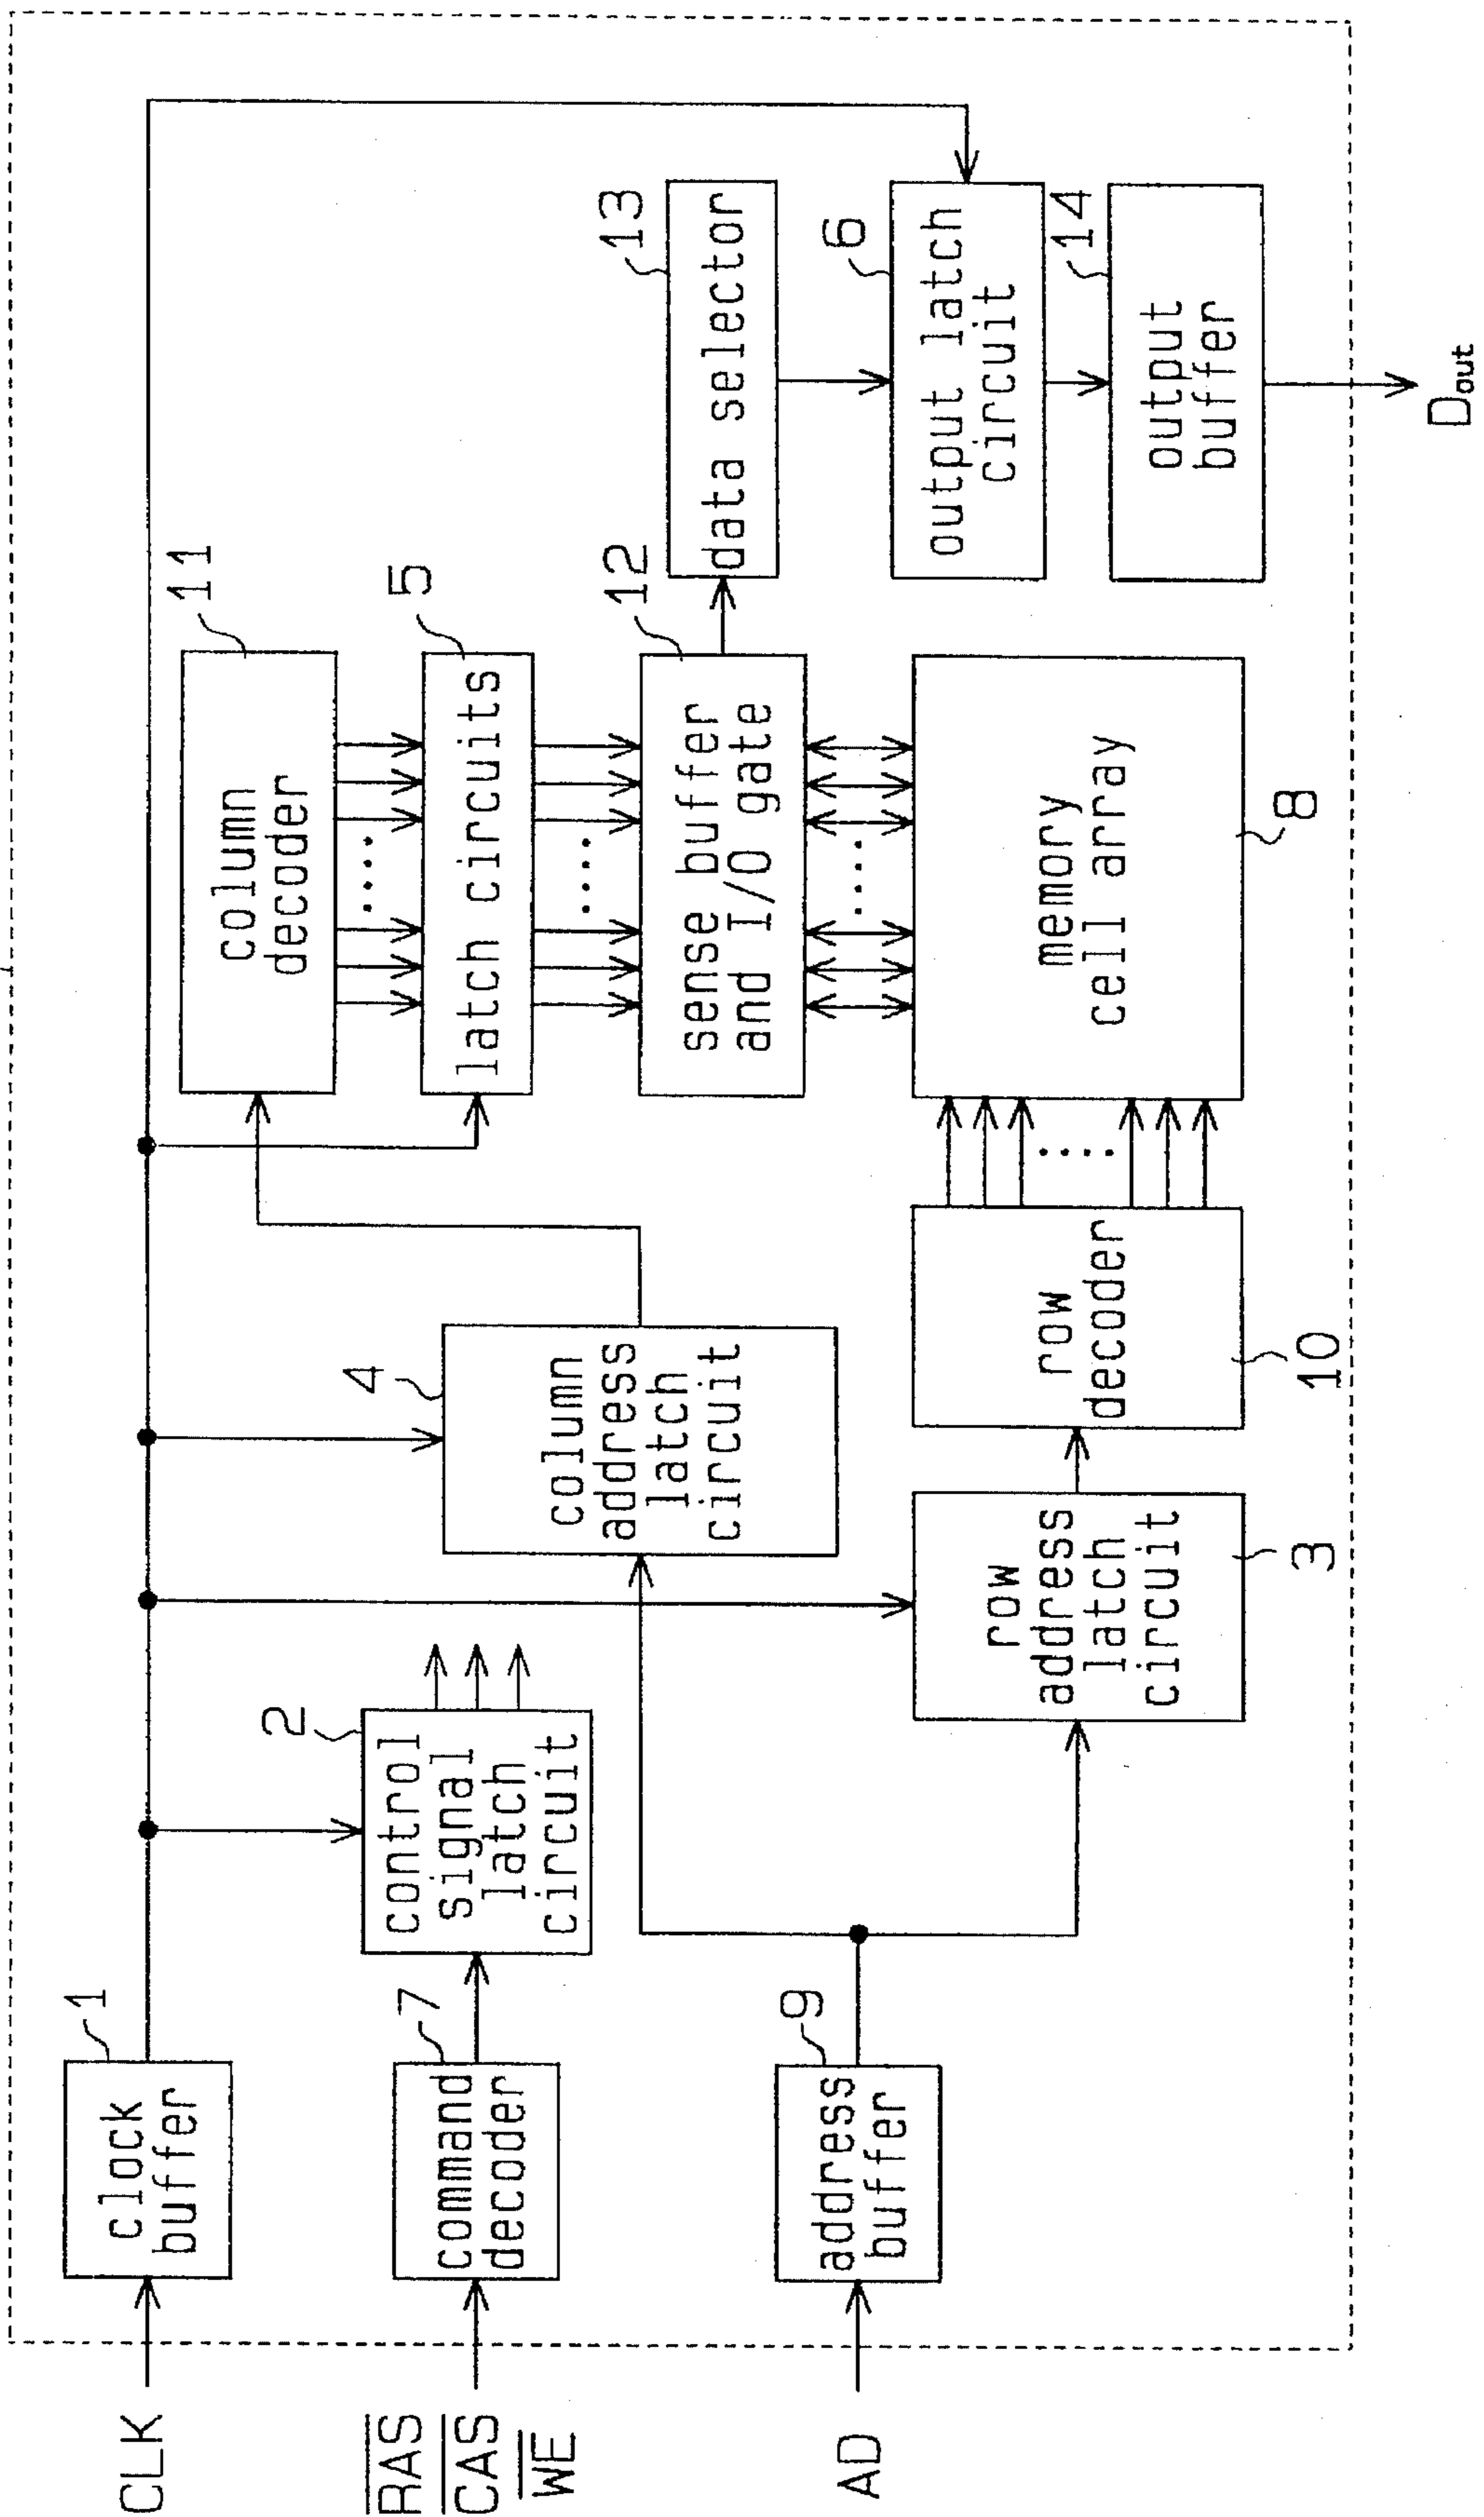 CLK
clock
buffer
1
RAS
CAS
WE
command
decoder
7
control
signal
latch
circuit
2
AD
address
buffer
9
column
address
latch
circuit
4
row
address
latch
circuit
3
row
decoder
10
column
decoder
11
latch circuits
5
sense buffer
and I/O gate
12
memory
cell array
8
data selector
13
output latch
circuit
6
output
buffer
14
Dout